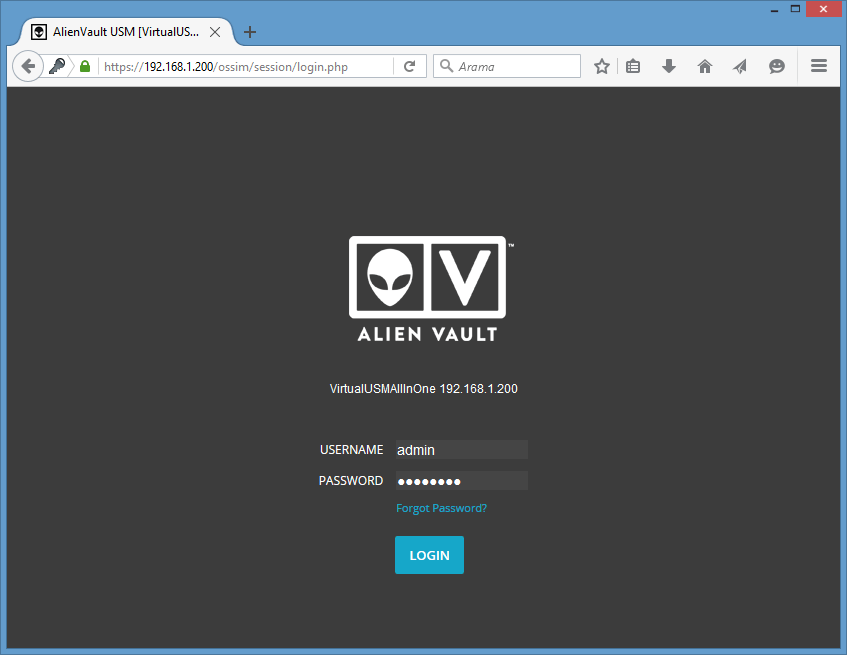 AlienVault USM [VirtualUS...
https://192.168.1.200/ossim/session/login.php
Arama
V ™
ALIEN VAULT
VirtualUSMAllInOne 192.168.1.200
USERNAME admin
PASSWORD ●●●●●●●●
Forgot Password?
LOGIN